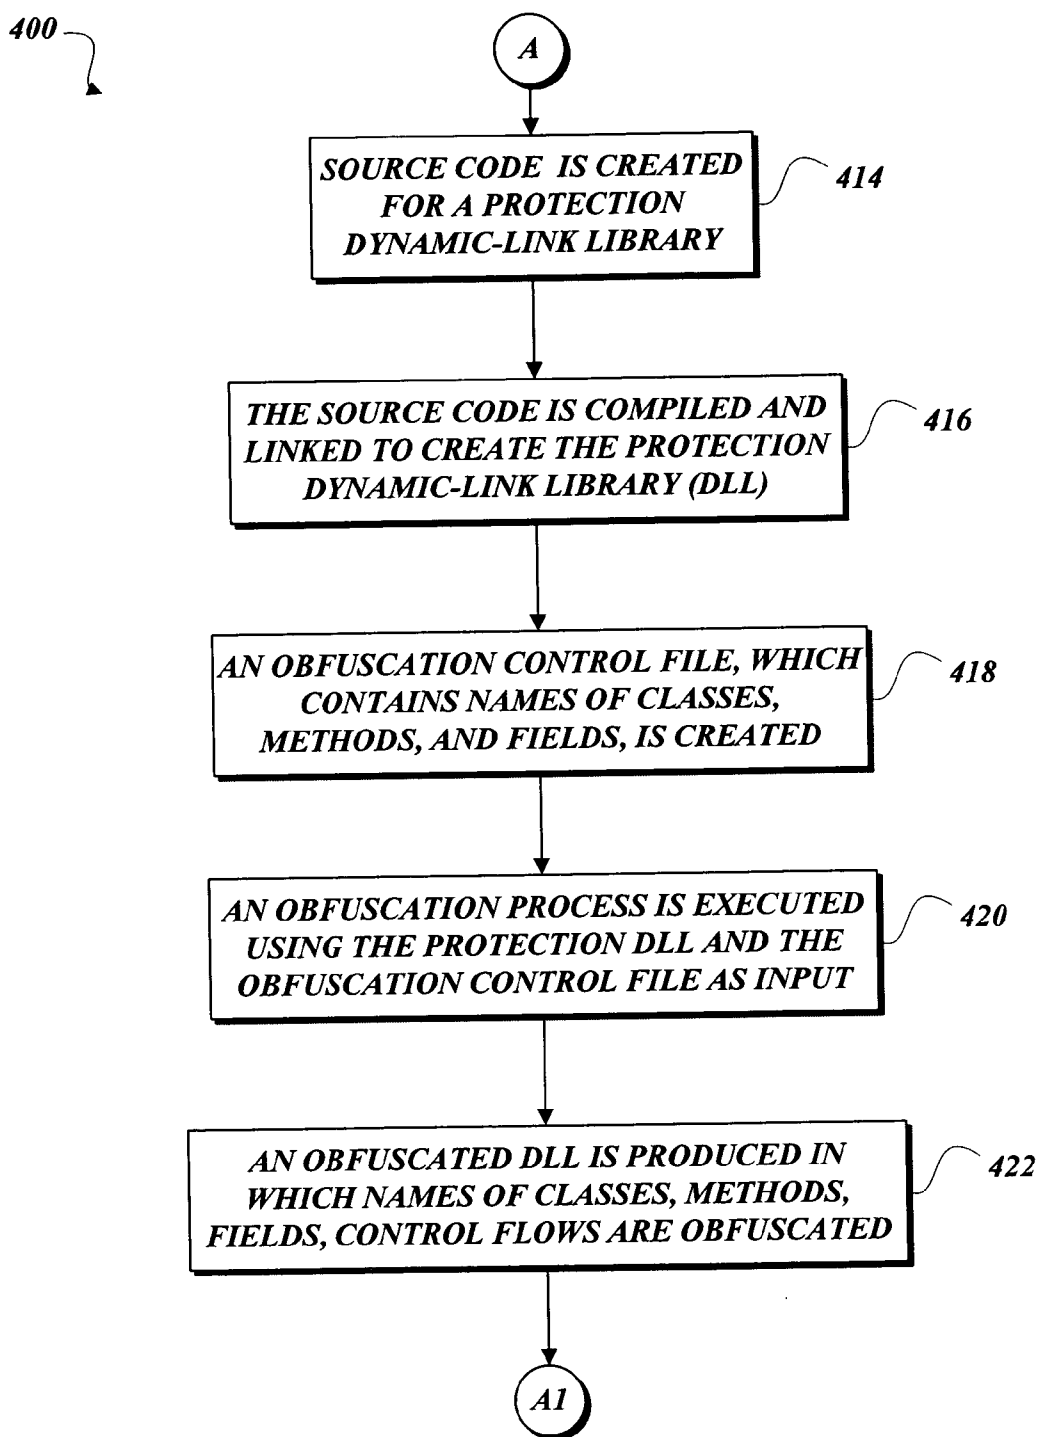 400
A
SOURCE CODE IS CREATED
FOR A PROTECTION
DYNAMIC-LINK LIBRARY
414
THE SOURCE CODE IS COMPILED AND
LINKED TO CREATE THE PROTECTION
DYNAMIC-LINK LIBRARY (DLL)
416
AN OBFUSCATION CONTROL FILE, WHICH
CONTAINS NAMES OF CLASSES,
METHODS, AND FIELDS, IS CREATED
418
AN OBFUSCATION PROCESS IS EXECUTED
USING THE PROTECTION DLL AND THE
OBFUSCATION CONTROL FILE AS INPUT
420
AN OBFUSCATED DLL IS PRODUCED IN
WHICH NAMES OF CLASSES, METHODS,
FIELDS, CONTROL FLOWS ARE OBFUSCATED
422
A1